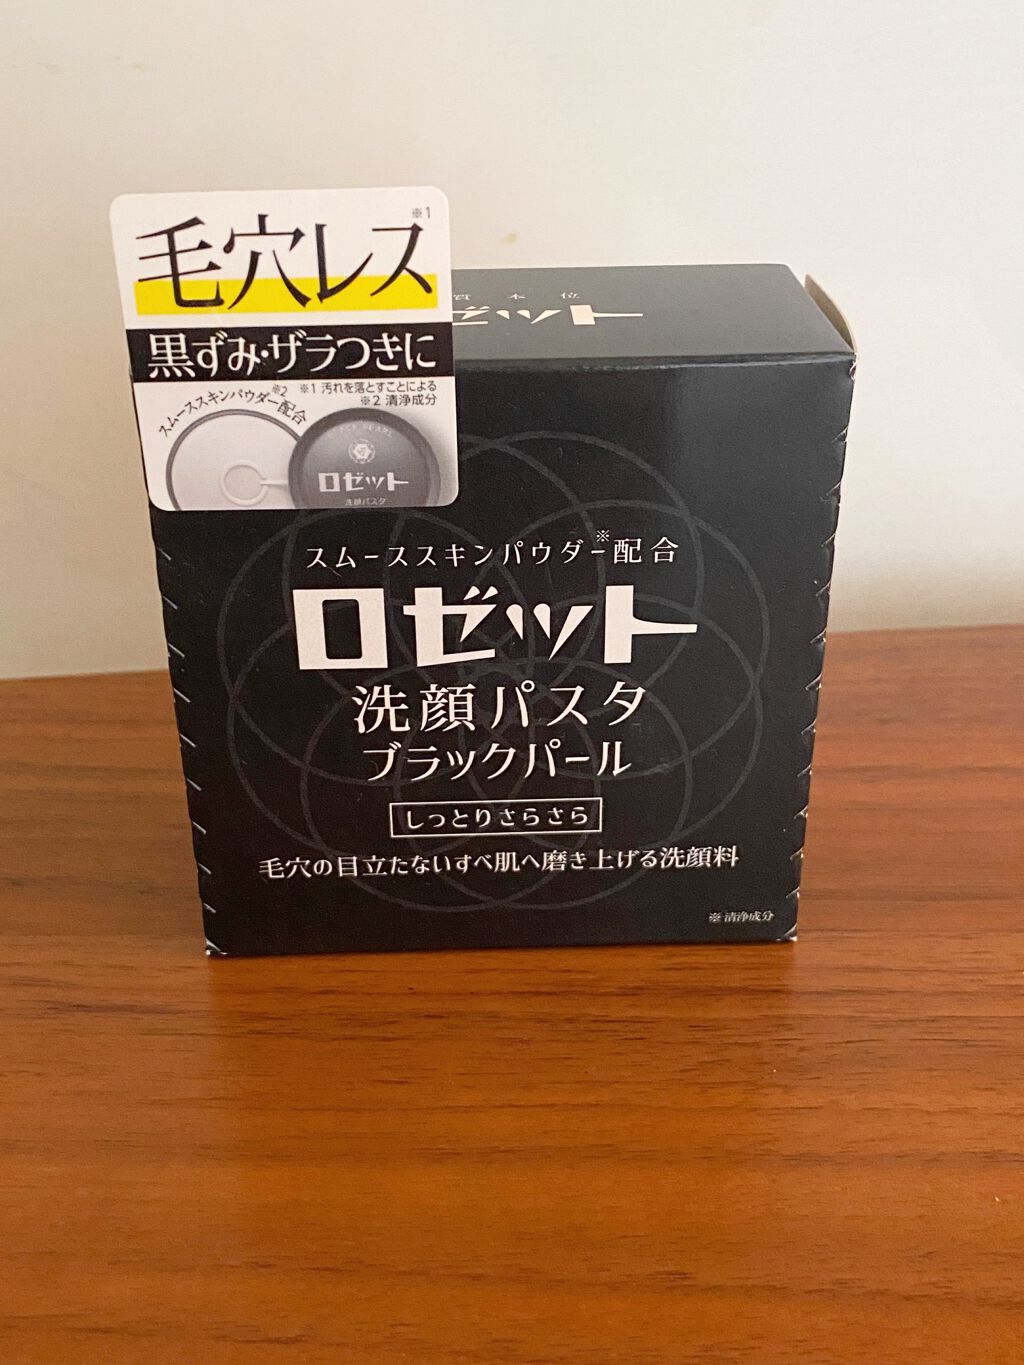 毛穴レス※1
黒ずみ・ザラつきに
スムーススキンパウダー※2配合
※1 汚れを落とすことによる
※2 清浄成分
ロゼット
洗顔パスタ
スムーススキンパウダー※配合
ロゼット
洗顔パスタ
ブラックパール
しっとりさらさら
毛穴の目立たないすべ肌へ磨き上げる洗顔料
※清浄成分